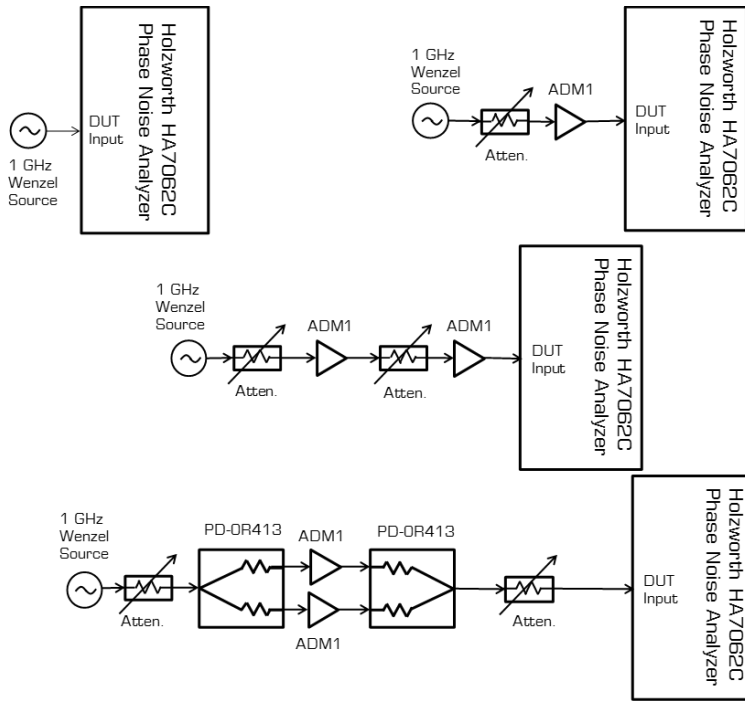 DUT
Input
Holzworth HA7062C
Phase Noise Analyzer
1 GHz
Wenzel
Source
1 GHz
Wenzel
Source
Atten.
ADM1
DUT
Input
Holzworth HA7062C
Phase Noise Analyzer
1 GHz
Wenzel
Source
Atten.
ADM1
Atten.
ADM1
DUT
Input
Holzworth HA7062C
Phase Noise Analyzer
1 GHz
Wenzel
Source
Atten.
PD-0R413
ADM1
ADM1
PD-0R413
Atten.
DUT
Input
Holzworth HA7062C
Phase Noise Analyzer